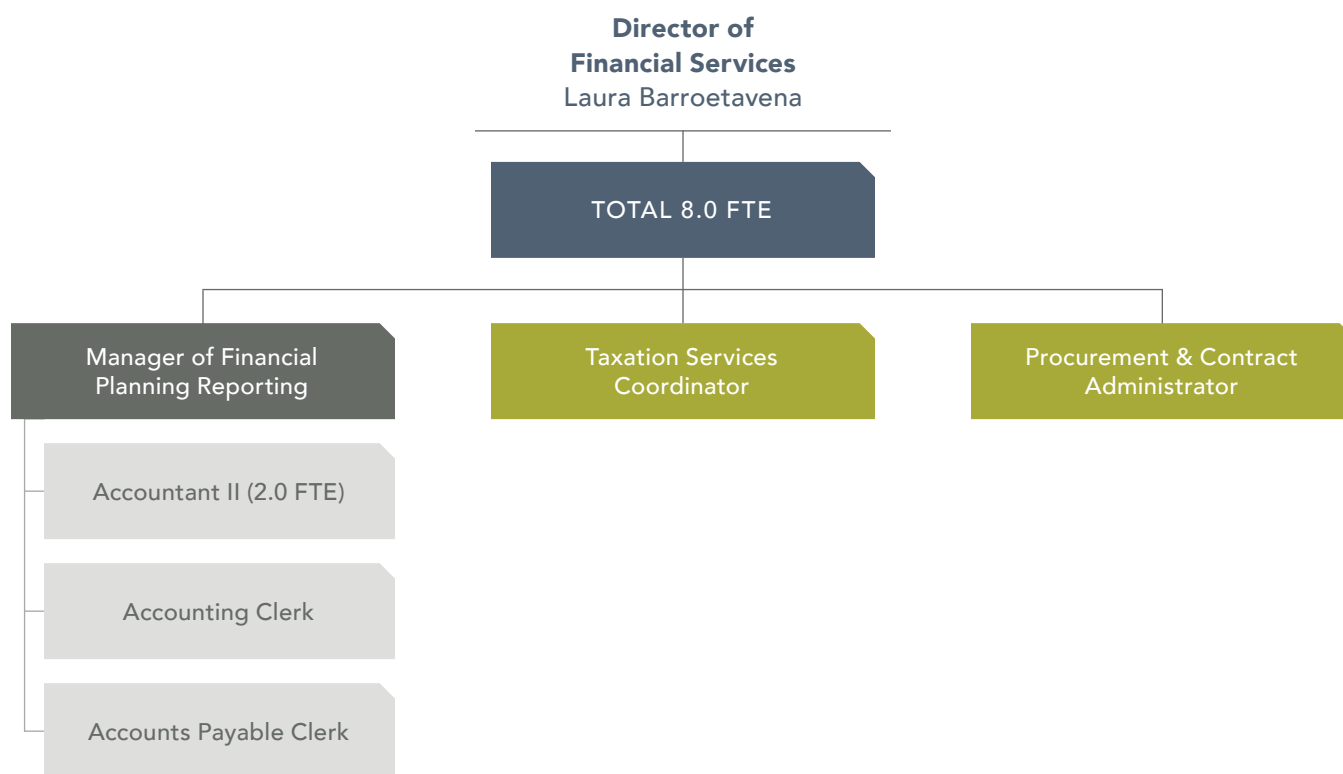 Director of
Financial Services
Laura Barroetavena
TOTAL 8.0 FTE
Manager of Financial
Planning Reporting
Taxation Services
Coordinator
Procurement & Contract
Administrator
Accountant II (2.0 FTE)
Accounting Clerk
Accounts Payable Clerk